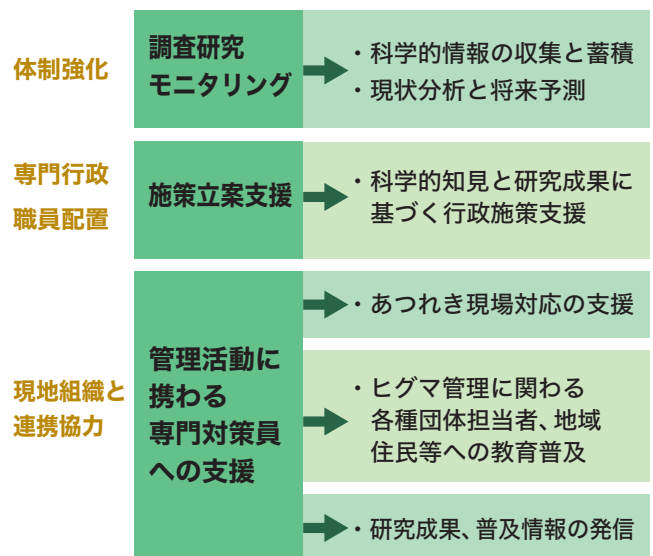 体制強化
調査研究
モニタリング
・科学的情報の収集と蓄積
・現状分析と将来予測
専門行政
職員配置
施策立案支援
・科学的知見と研究成果に
基づく行政施策支援
現地組織と
連携協力
管理活動に
携わる
専門対策員
への支援
・あつれき現場対応の支援
・ヒグマ管理に関わる
各種団体担当者、地域
住民等への教育普及
・研究成果、普及情報の発信